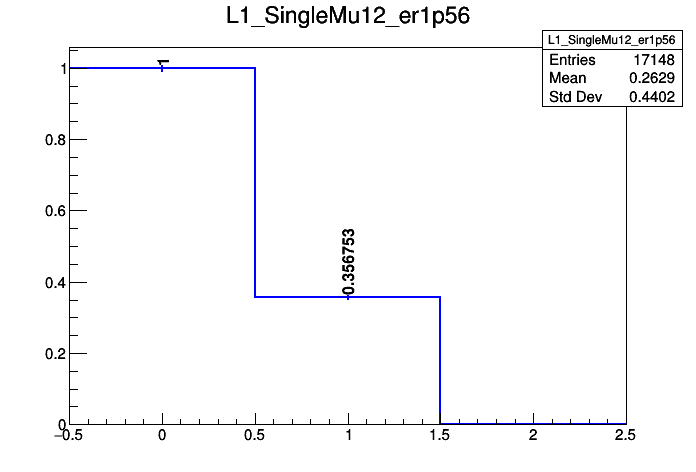 L1_SingleMu12_er1p56
L1_SingleMu12_er1p56
Entries 17148
Mean 0.2629
Std Dev 0.4402
1
0.8
0.6
0.4
0.2
0
1
0.356753
−0.5 0 0.5 1 1.5 2 2.5